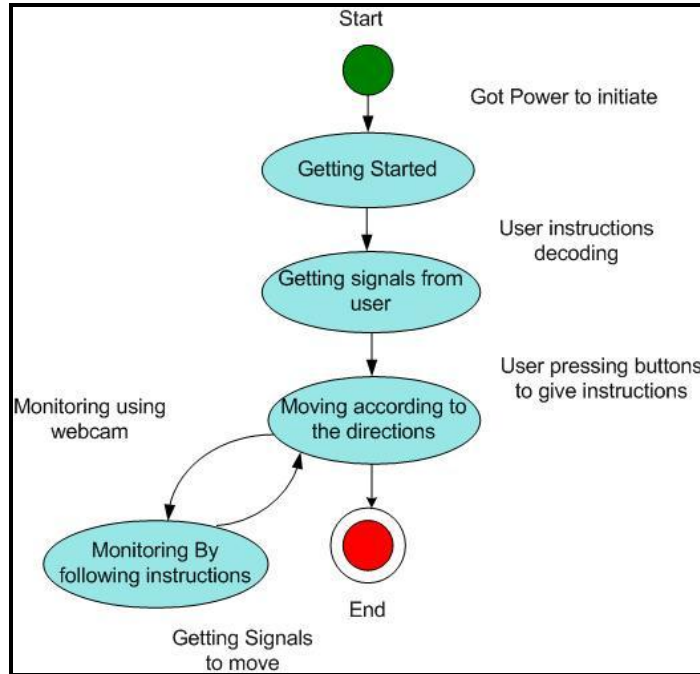 Start
Got Power to initiate
Getting Started
User instructions
decoding
Getting signals from
user
User pressing buttons
to give instructions
Monitoring using
webcam
Moving according to
the directions
Monitoring By
following instructions
End
Getting Signals
to move